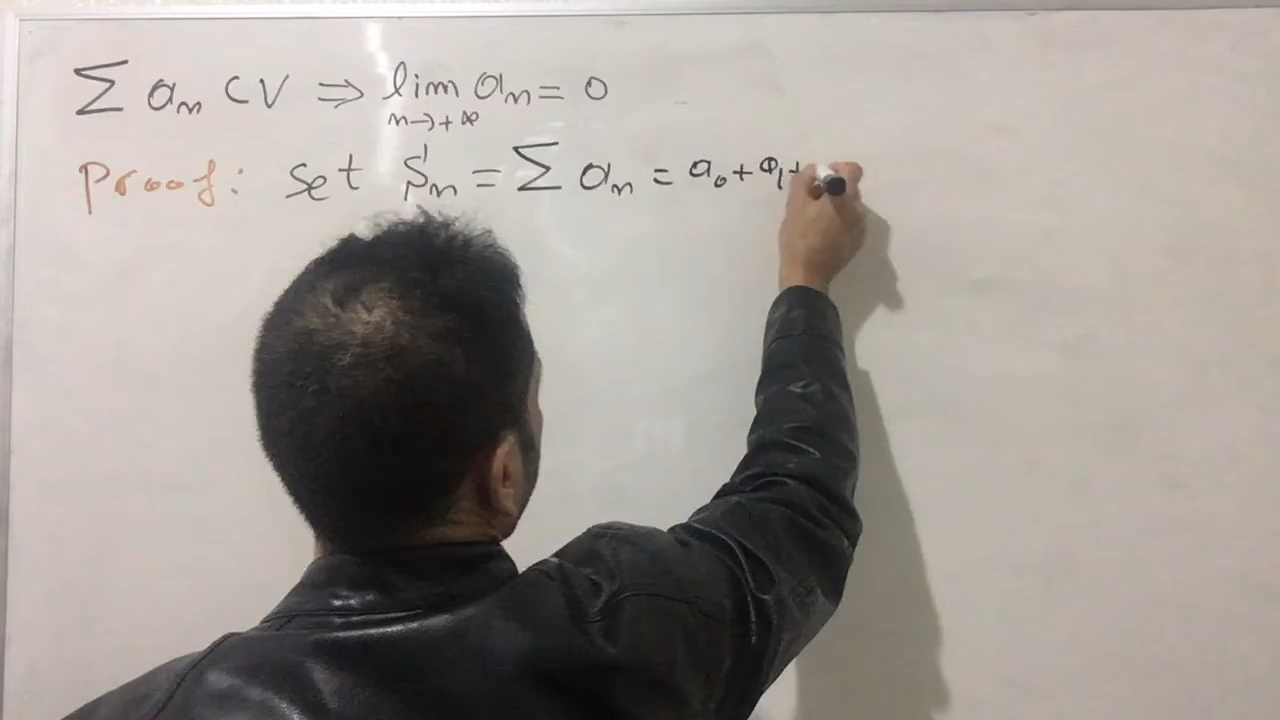 ∑ aₙ CV ⇒ lim aₙ = 0
n→+∞
Proof: set Sₙ = ∑ aₙ = a₀ + a₁ +